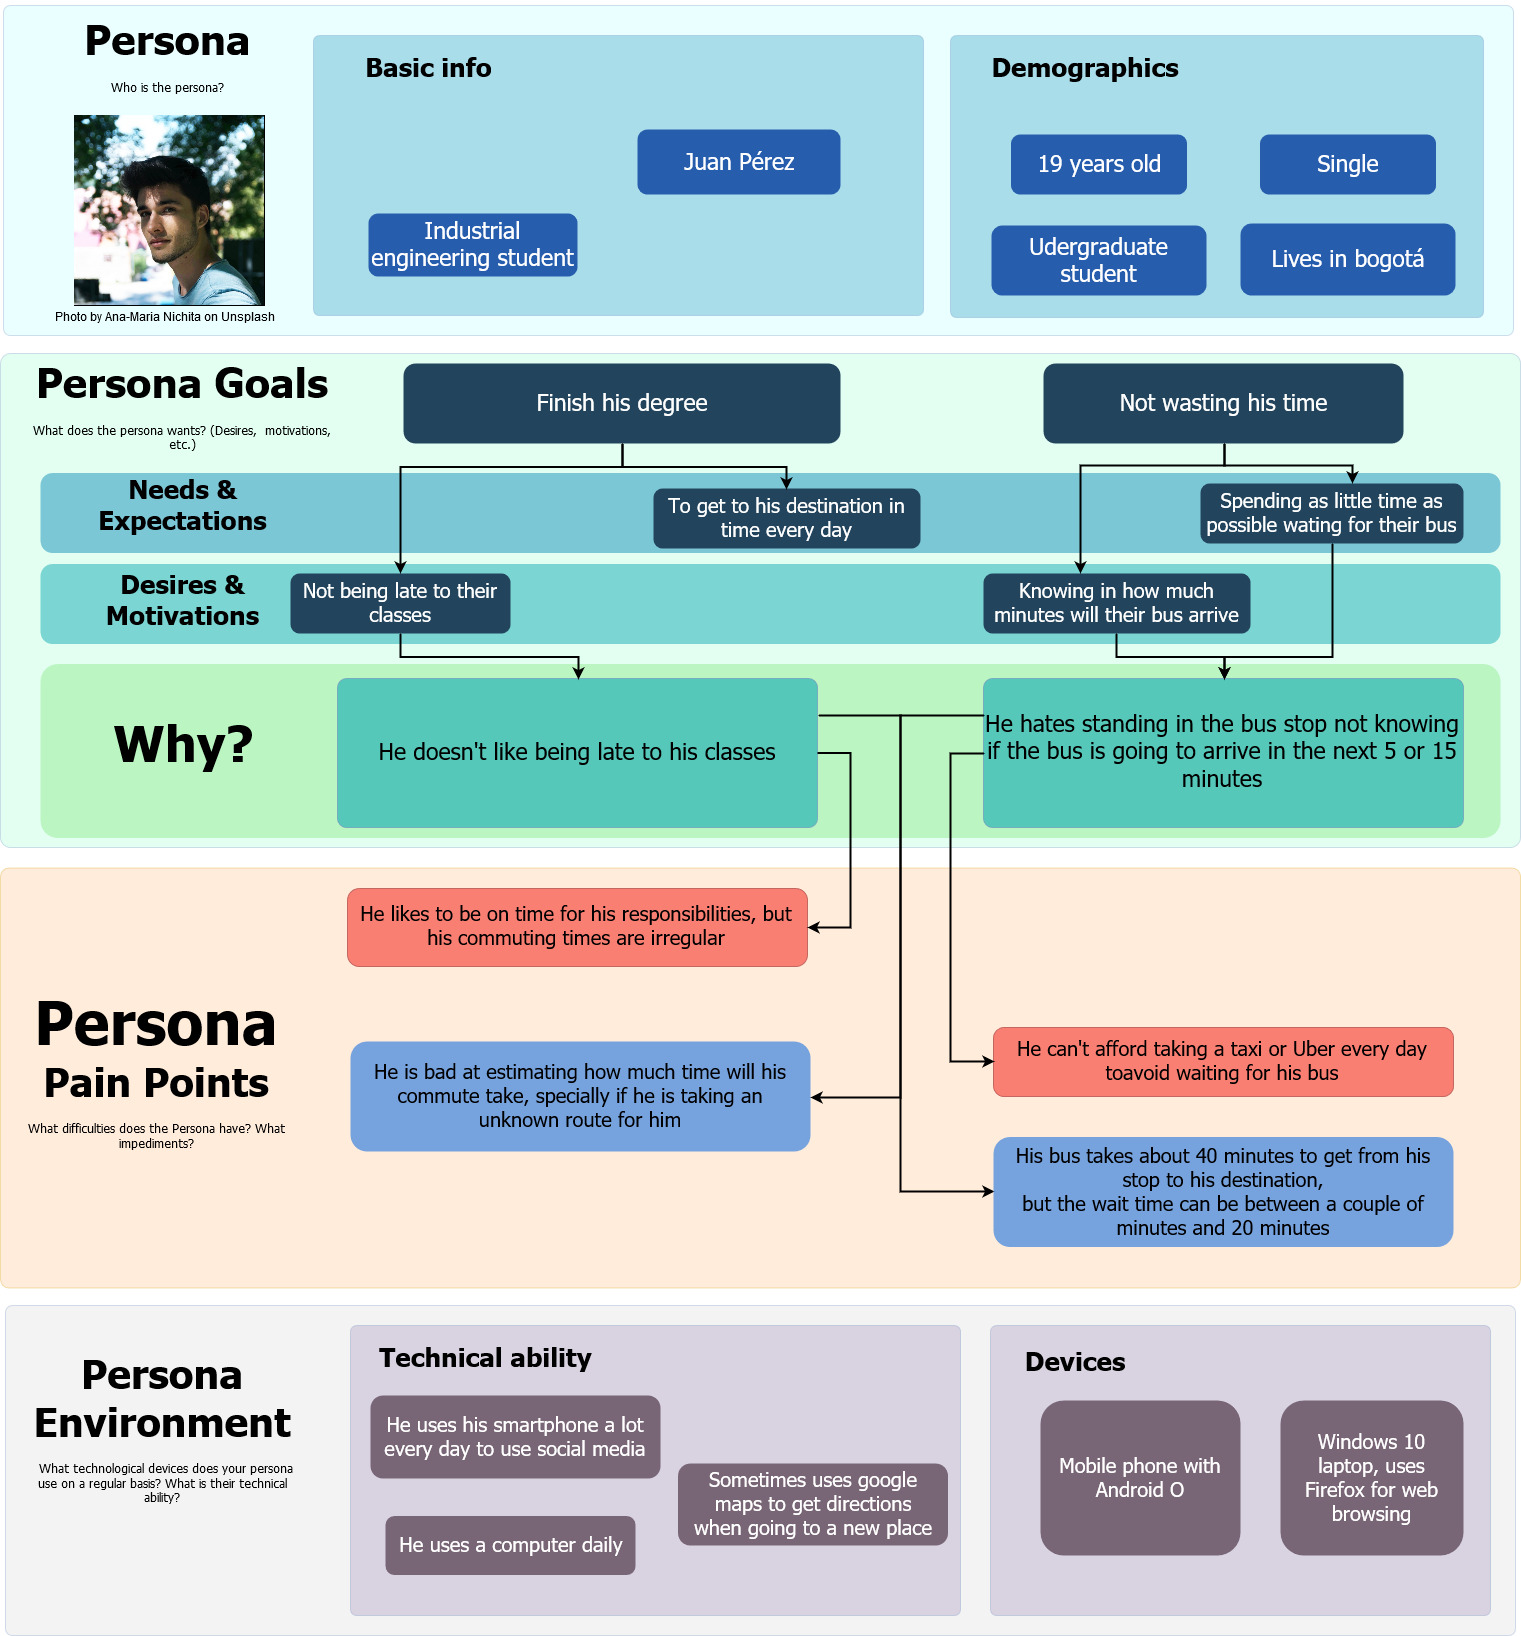 Persona
Who is the persona?
Photo by Ana-Maria Nichita on Unsplash
Basic info
Juan Pérez
Industrial
engineering student
Demographics
19 years old
Single
Udergraduate
student
Lives in bogotá
Persona Goals
What does the persona wants? (Desires, motivations,
etc.)
Finish his degree
Not wasting his time
Needs &
Expectations
To get to his destination in
time every day
Spending as little time as
possible wating for their bus
Desires &
Motivations
Not being late to their
classes
Knowing in how much
minutes will their bus arrive
Why?
He doesn't like being late to his classes
He hates standing in the bus stop not knowing
if the bus is going to arrive in the next 5 or 15
minutes
Persona
Pain Points
What difficulties does the Persona have? What
impediments?
He likes to be on time for his responsibilities, but
his commuting times are irregular
He is bad at estimating how much time will his
commute take, specially if he is taking an
unknown route for him
He can't afford taking a taxi or Uber every day
toavoid waiting for his bus
His bus takes about 40 minutes to get from his
stop to his destination,
but the wait time can be between a couple of
minutes and 20 minutes
Persona
Environment
What technological devices does your persona
use on a regular basis? What is their technical
ability?
Technical ability
He uses his smartphone a lot
every day to use social media
Sometimes uses google
maps to get directions
when going to a new place
He uses a computer daily
Devices
Mobile phone with
Android O
Windows 10
laptop, uses
Firefox for web
browsing